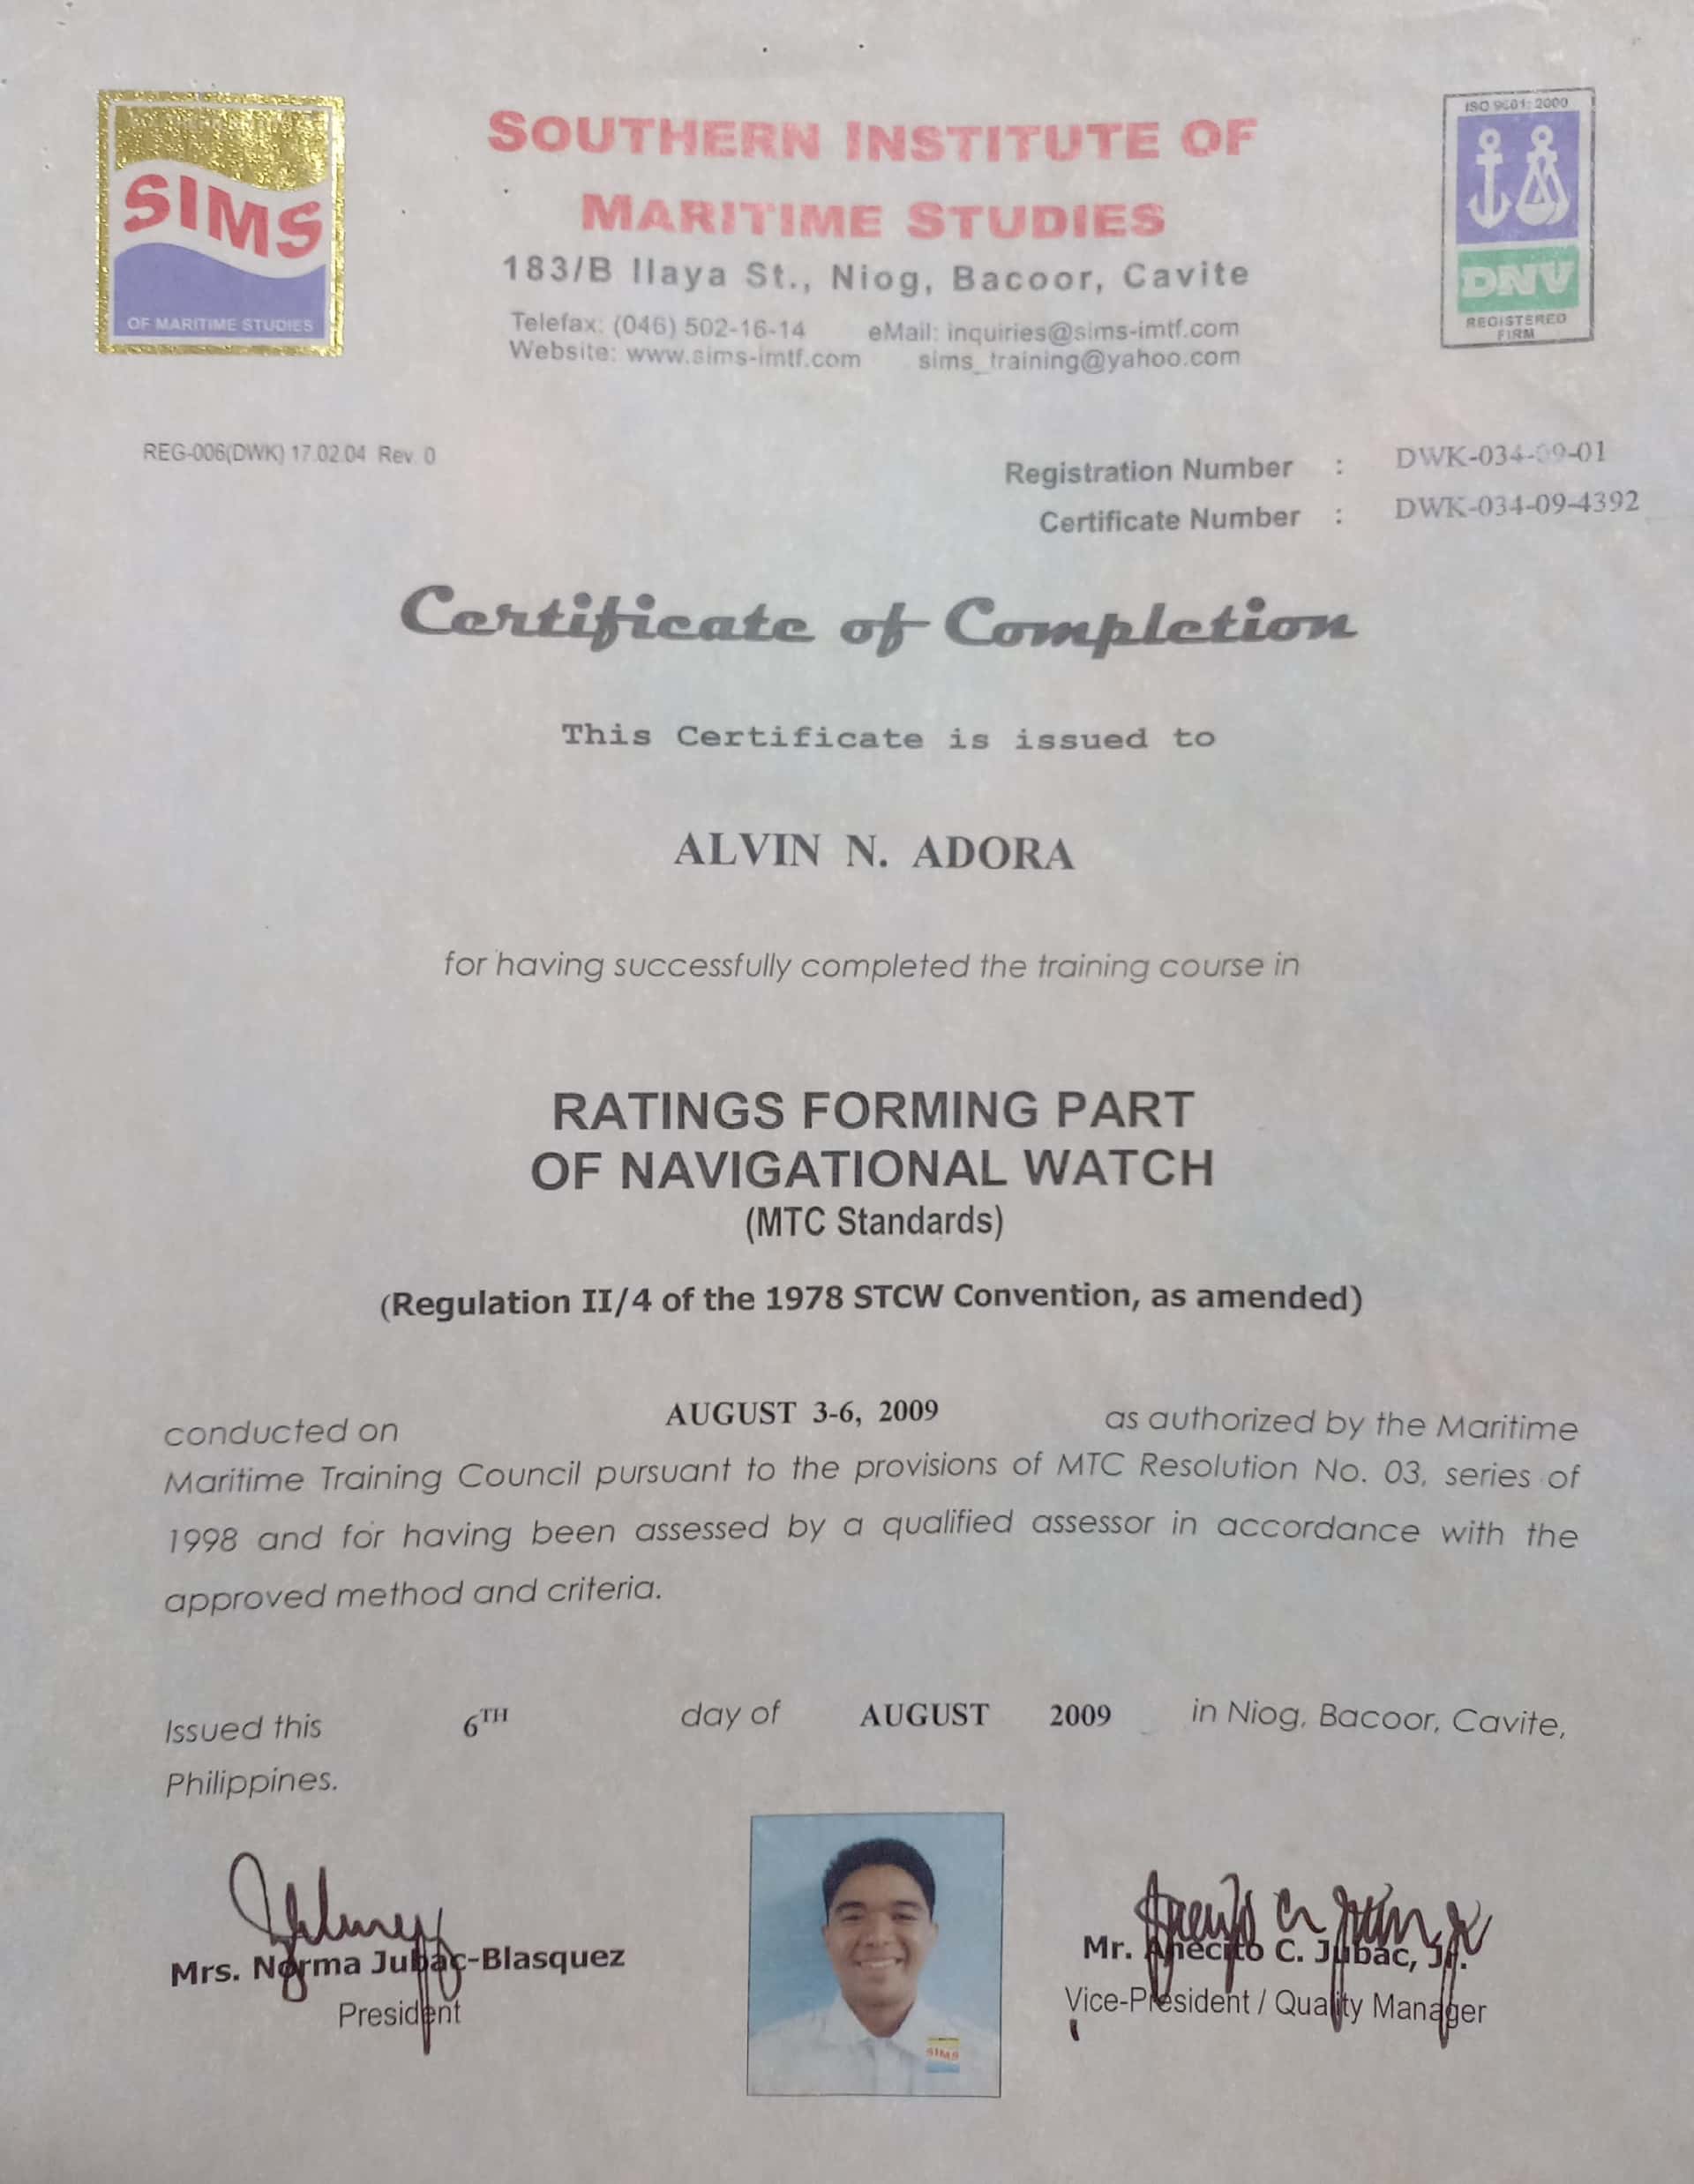 SIMS
OF MARITIME STUDIES
SOUTHERN INSTITUTE OF
MARITIME STUDIES
183/B Ilaya St., Niog, Bacoor, Cavite
Telefax: (046) 502-16-14 eMail: inquiries@sims-imtf.com
Website: www.sims-imtf.com sims_training@yahoo.com
ISO 9001: 2000
DNV
REGISTERED
FIRM
REG-006(DWK) 17.02.04 Rev. 0
Registration Number : DWK-034-09-01
Certificate Number : DWK-034-09-4392
Certificate of Completion
This Certificate is issued to
ALVIN N. ADORA
for having successfully completed the training course in
RATINGS FORMING PART
OF NAVIGATIONAL WATCH
(MTC Standards)
(Regulation II/4 of the 1978 STCW Convention, as amended)
conducted on AUGUST 3-6, 2009 as authorized by the Maritime
Maritime Training Council pursuant to the provisions of MTC Resolution No. 03, series of
1998 and for having been assessed by a qualified assessor in accordance with the
approved method and criteria.
Issued this 6TH day of AUGUST 2009 in Niog, Bacoor, Cavite,
Philippines.
Mrs. Norma Jubac-Blasquez
President
SIMS
Mr. Anecito C. Jubac, Jr.
Vice-President / Quality Manager